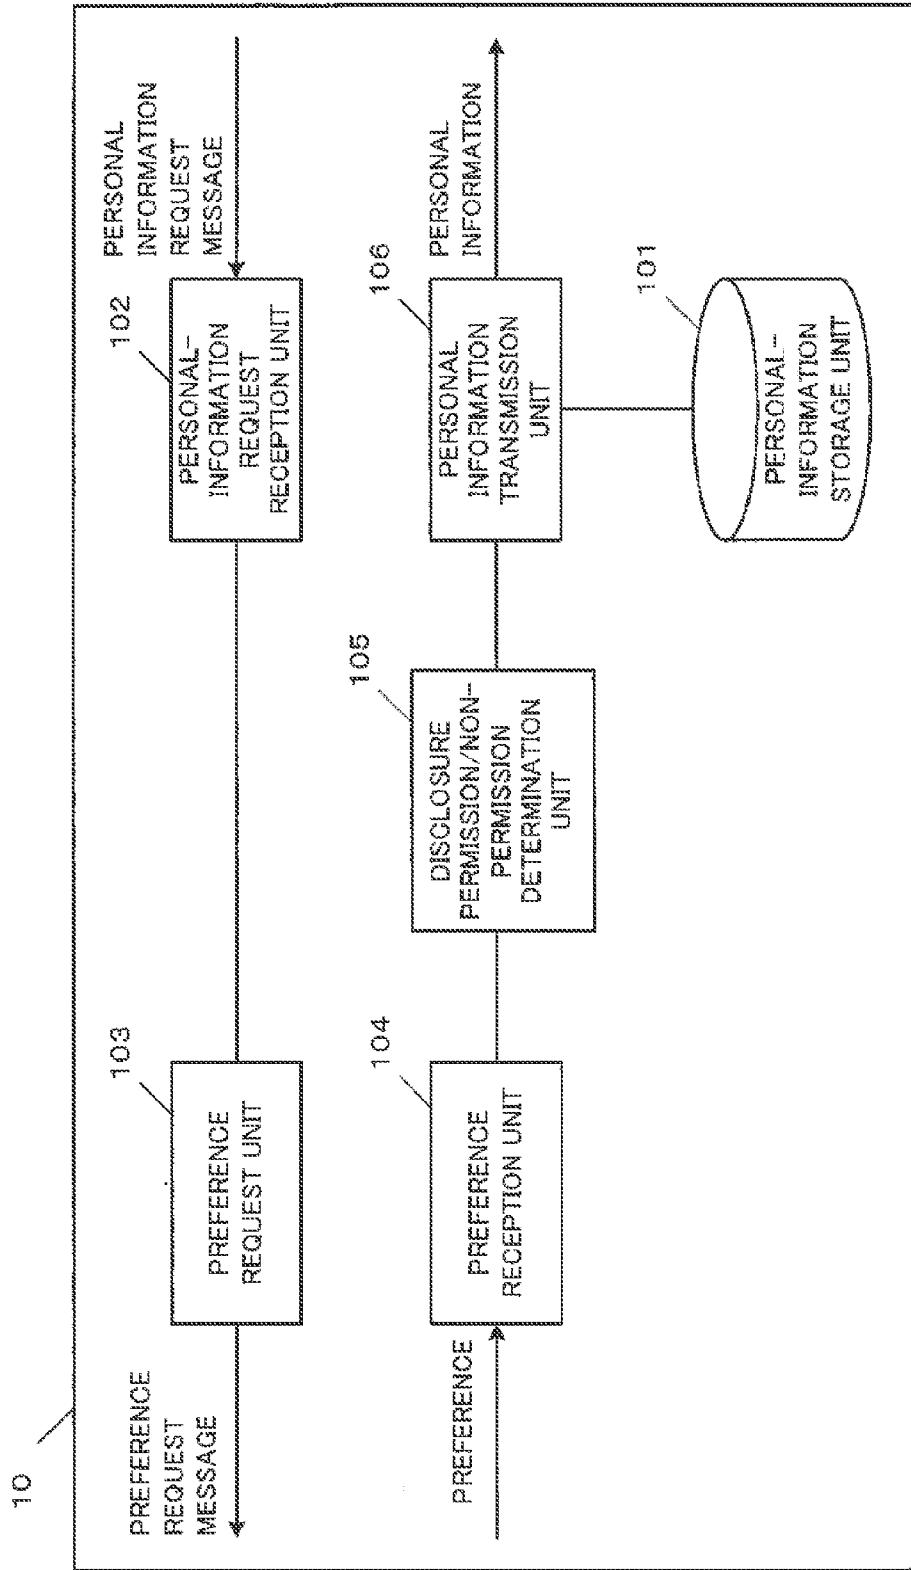 10
PREFERENCE
REQUEST
MESSAGE
103
PREFERENCE
REQUEST UNIT
102
PERSONAL-
INFORMATION
REQUEST
RECEPTION UNIT
PERSONAL
INFORMATION
REQUEST
MESSAGE
PREFERENCE
104
PREFERENCE
RECEPTION UNIT
105
DISCLOSURE
PERMISSION/NON-
PERMISSION
DETERMINATION
UNIT
106
PERSONAL
INFORMATION
TRANSMISSION
UNIT
PERSONAL
INFORMATION
101
PERSONAL-
INFORMATION
STORAGE UNIT